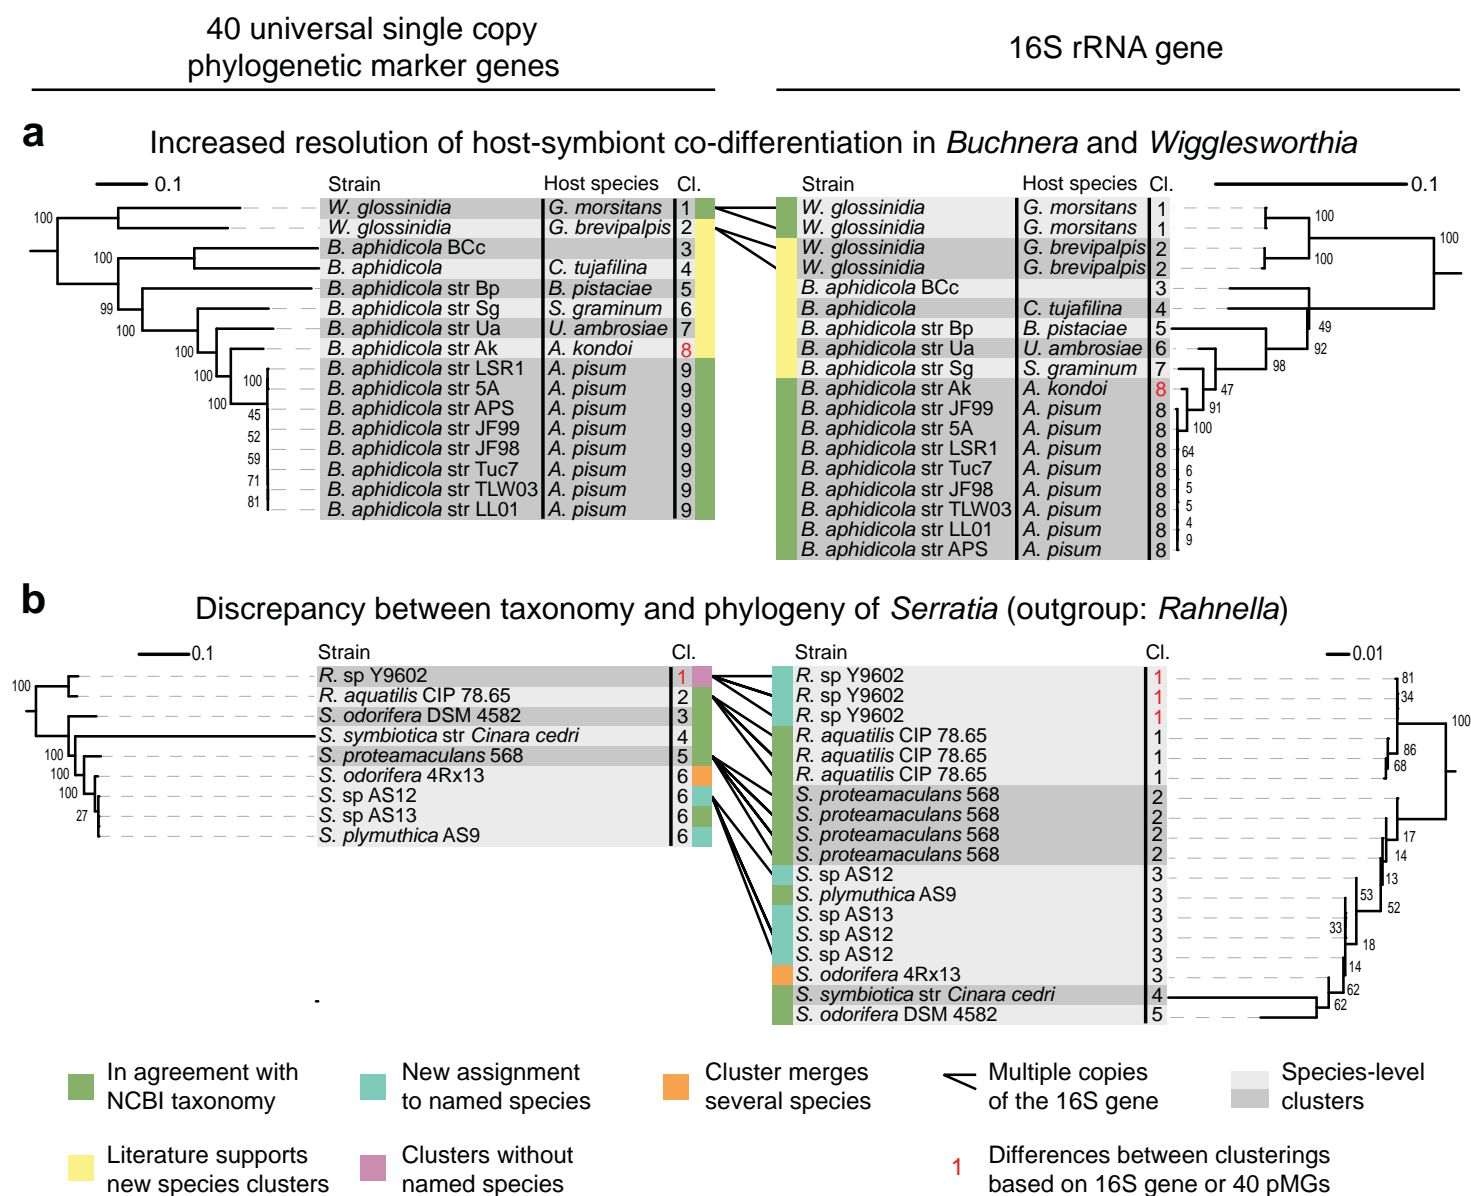 40 universal single copy
phylogenetic marker genes
16S rRNA gene
a
Increased resolution of host-symbiont co-differentiation in Buchnera and Wigglesworthia
0.1
Strain Host species Cl.
W. glossinidia G. morsitans 1
W. glossinidia G. brevipalpis 2
B. aphidicola BCc 3
B. aphidicola C. tujafilina 4
B. aphidicola str Bp B. pistaciae 5
B. aphidicola str Sg S. graminum 6
B. aphidicola str Ua U. ambrosiae 7
B. aphidicola str Ak A. kondoi 8
B. aphidicola str LSR1 A. pisum 9
B. aphidicola str 5A A. pisum 9
B. aphidicola str APS A. pisum 9
B. aphidicola str JF99 A. pisum 9
B. aphidicola str JF98 A. pisum 9
B. aphidicola str Tuc7 A. pisum 9
B. aphidicola str TLW03 A. pisum 9
B. aphidicola str LL01 A. pisum 9
100
100
99
100
100
100
100
100
45
52
59
71
81
Strain Host species Cl.
0.1
W. glossinidia G. morsitans 1
W. glossinidia G. morsitans 1
W. glossinidia G. brevipalpis 2
W. glossinidia G. brevipalpis 2
B. aphidicola BCc 3
B. aphidicola C. tujafilina 4
B. aphidicola str Bp B. pistaciae 5
B. aphidicola str Ua U. ambrosiae 6
B. aphidicola str Sg S. graminum 7
B. aphidicola str Ak A. kondoi 8
B. aphidicola str JF99 A. pisum 8
B. aphidicola str 5A A. pisum 8
B. aphidicola str LSR1 A. pisum 8
B. aphidicola str Tuc7 A. pisum 8
B. aphidicola str JF98 A. pisum 8
B. aphidicola str TLW03 A. pisum 8
B. aphidicola str LL01 A. pisum 8
B. aphidicola str APS A. pisum 8
100
100
100
49
92
98
47
91
100
64
6
5
5
4
9
b
Discrepancy between taxonomy and phylogeny of Serratia (outgroup: Rahnella)
0.1
Strain Cl.
R. sp Y9602 1
R. aquatilis CIP 78.65 2
S. odorifera DSM 4582 3
S. symbiotica str Cinara cedri 4
S. proteamaculans 568 5
S. odorifera 4Rx13 6
S. sp AS12 6
S. sp AS13 6
S. plymuthica AS9 6
100
100
100
100
27
Strain Cl.
0.01
R. sp Y9602 1
R. sp Y9602 1
R. sp Y9602 1
R. aquatilis CIP 78.65 1
R. aquatilis CIP 78.65 1
R. aquatilis CIP 78.65 1
S. proteamaculans 568 2
S. proteamaculans 568 2
S. proteamaculans 568 2
S. proteamaculans 568 2
S. sp AS12 3
S. plymuthica AS9 3
S. sp AS13 3
S. sp AS12 3
S. sp AS12 3
S. odorifera 4Rx13 3
S. symbiotica str Cinara cedri 4
S. odorifera DSM 4582 5
81
34
100
86
68
17
14
13
53
52
33
18
14
62
62
In agreement with
NCBI taxonomy
New assignment
to named species
Cluster merges
several species
Multiple copies
of the 16S gene
Species-level
clusters
Literature supports
new species clusters
Clusters without
named species
1 Differences between clusterings
based on 16S gene or 40 pMGs